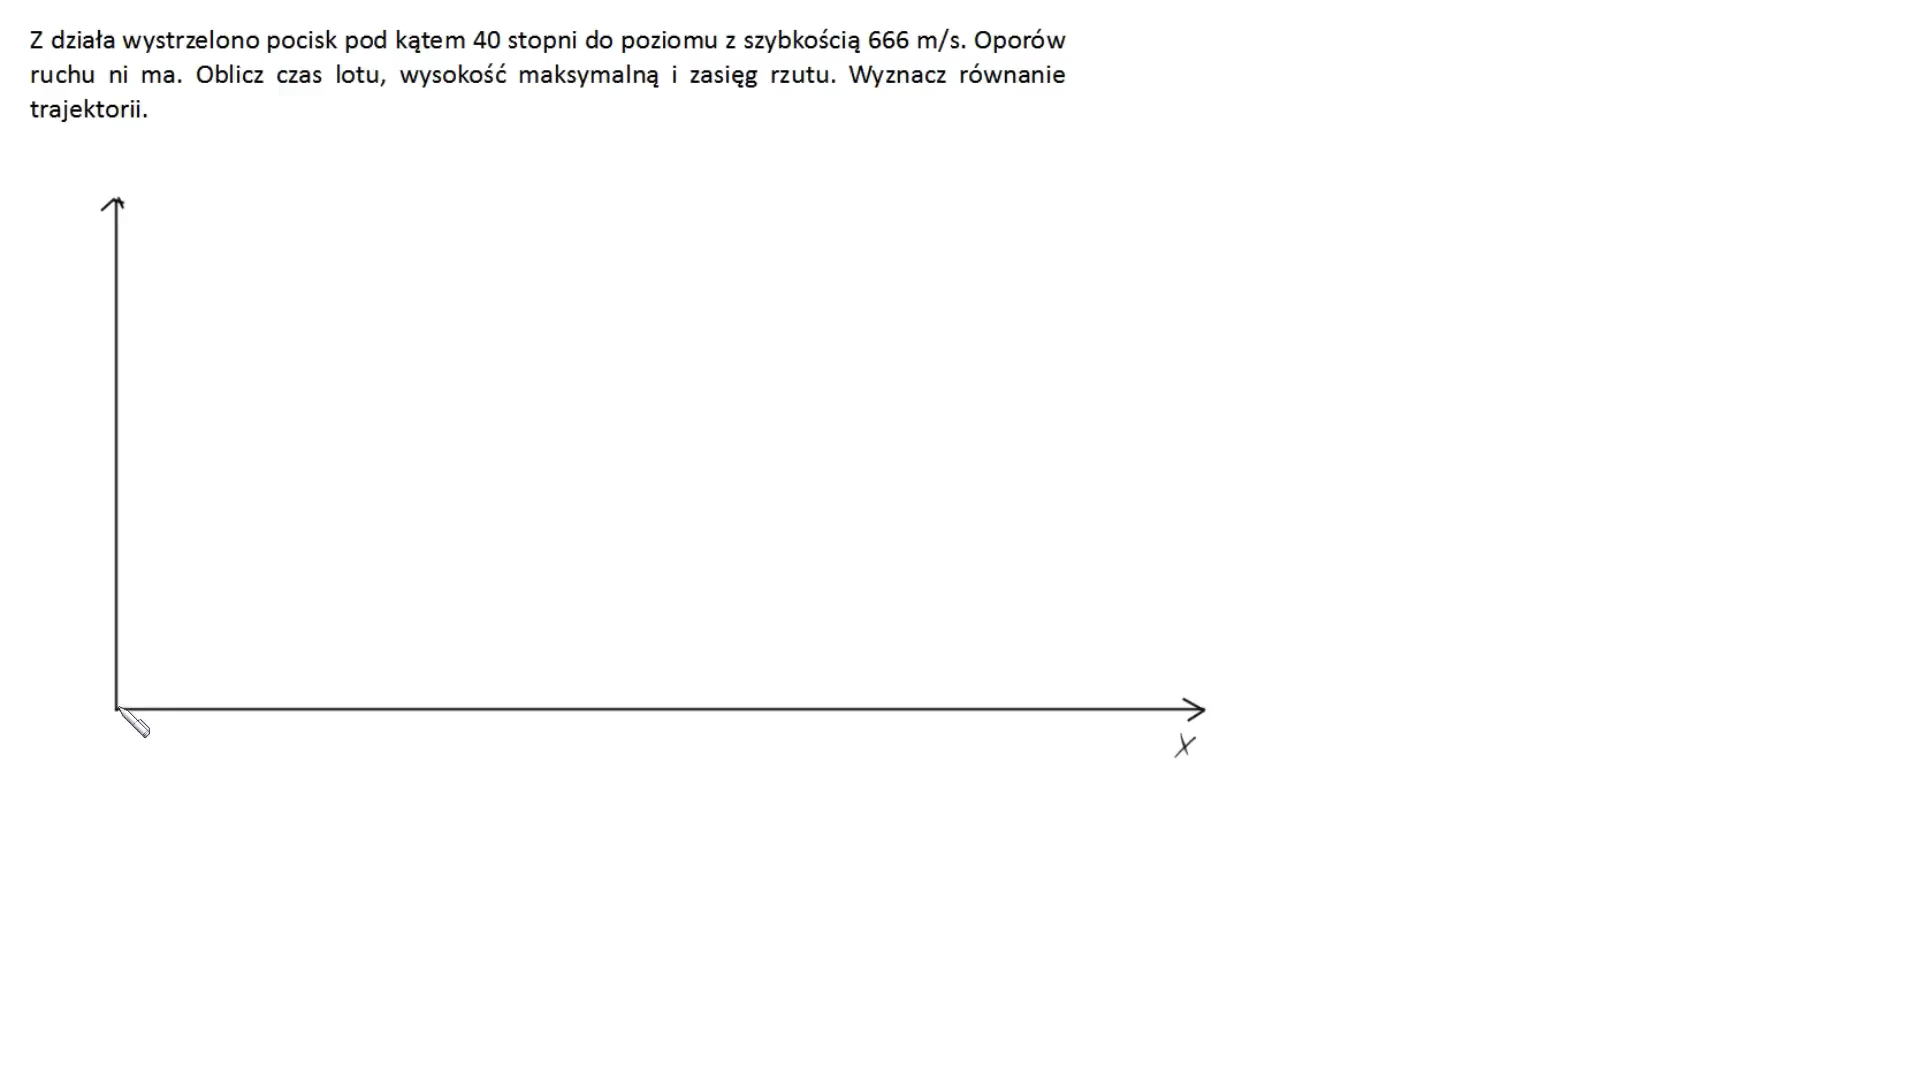 Z działa wystrzelono pocisk pod kątem 40 stopni do poziomu z szybkością 666 m/s. Oporów
ruchu ni ma. Oblicz czas lotu, wysokość maksymalną i zasięg rzutu. Wyznacz równanie
trajektorii.
x